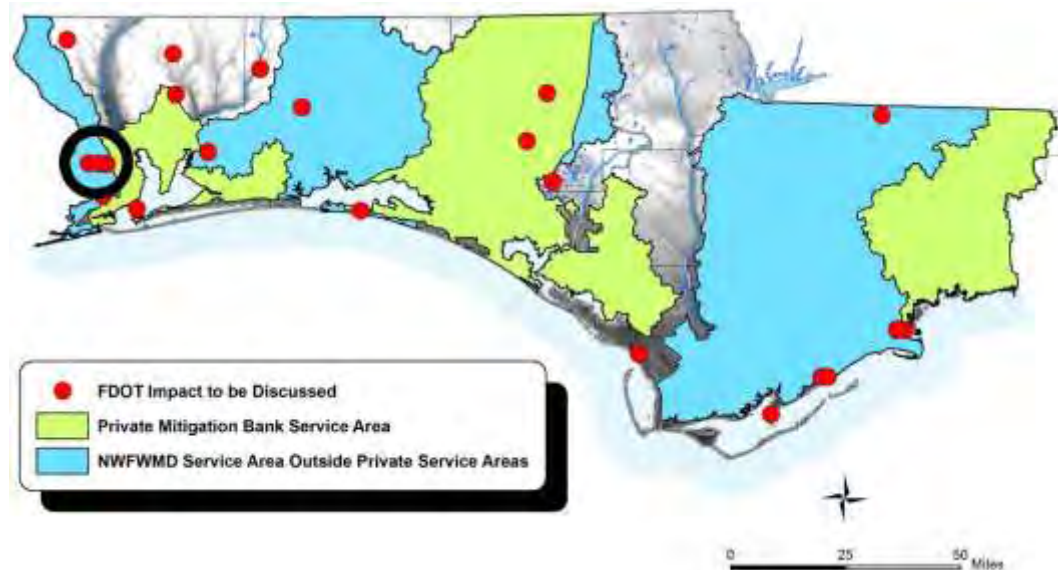 FDOT Impact to be Discussed
Private Mitigation Bank Service Area
NWFWMD Service Area Outside Private Service Areas
0 25 50
Miles